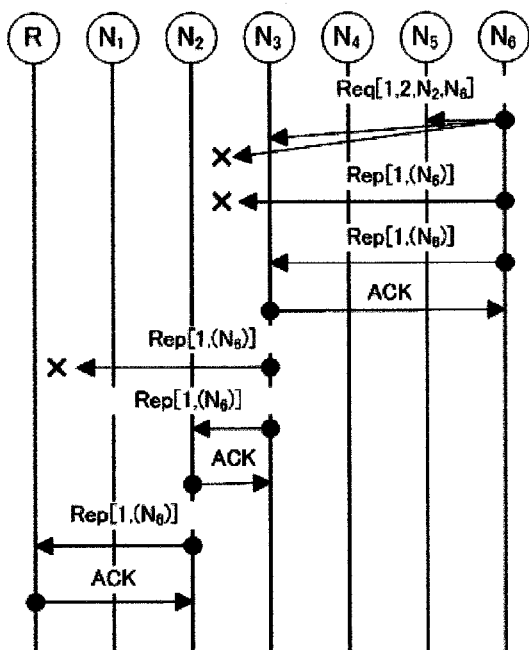 R N₁ N₂ N₃ N₄ N₅ N₆
Req[1,2,N₂,N₆]
Rep[1,(N₆)]
Rep[1,(N₆)]
ACK
Rep[1,(N₆)]
Rep[1,(N₆)]
ACK
Rep[1,(N₆)]
ACK